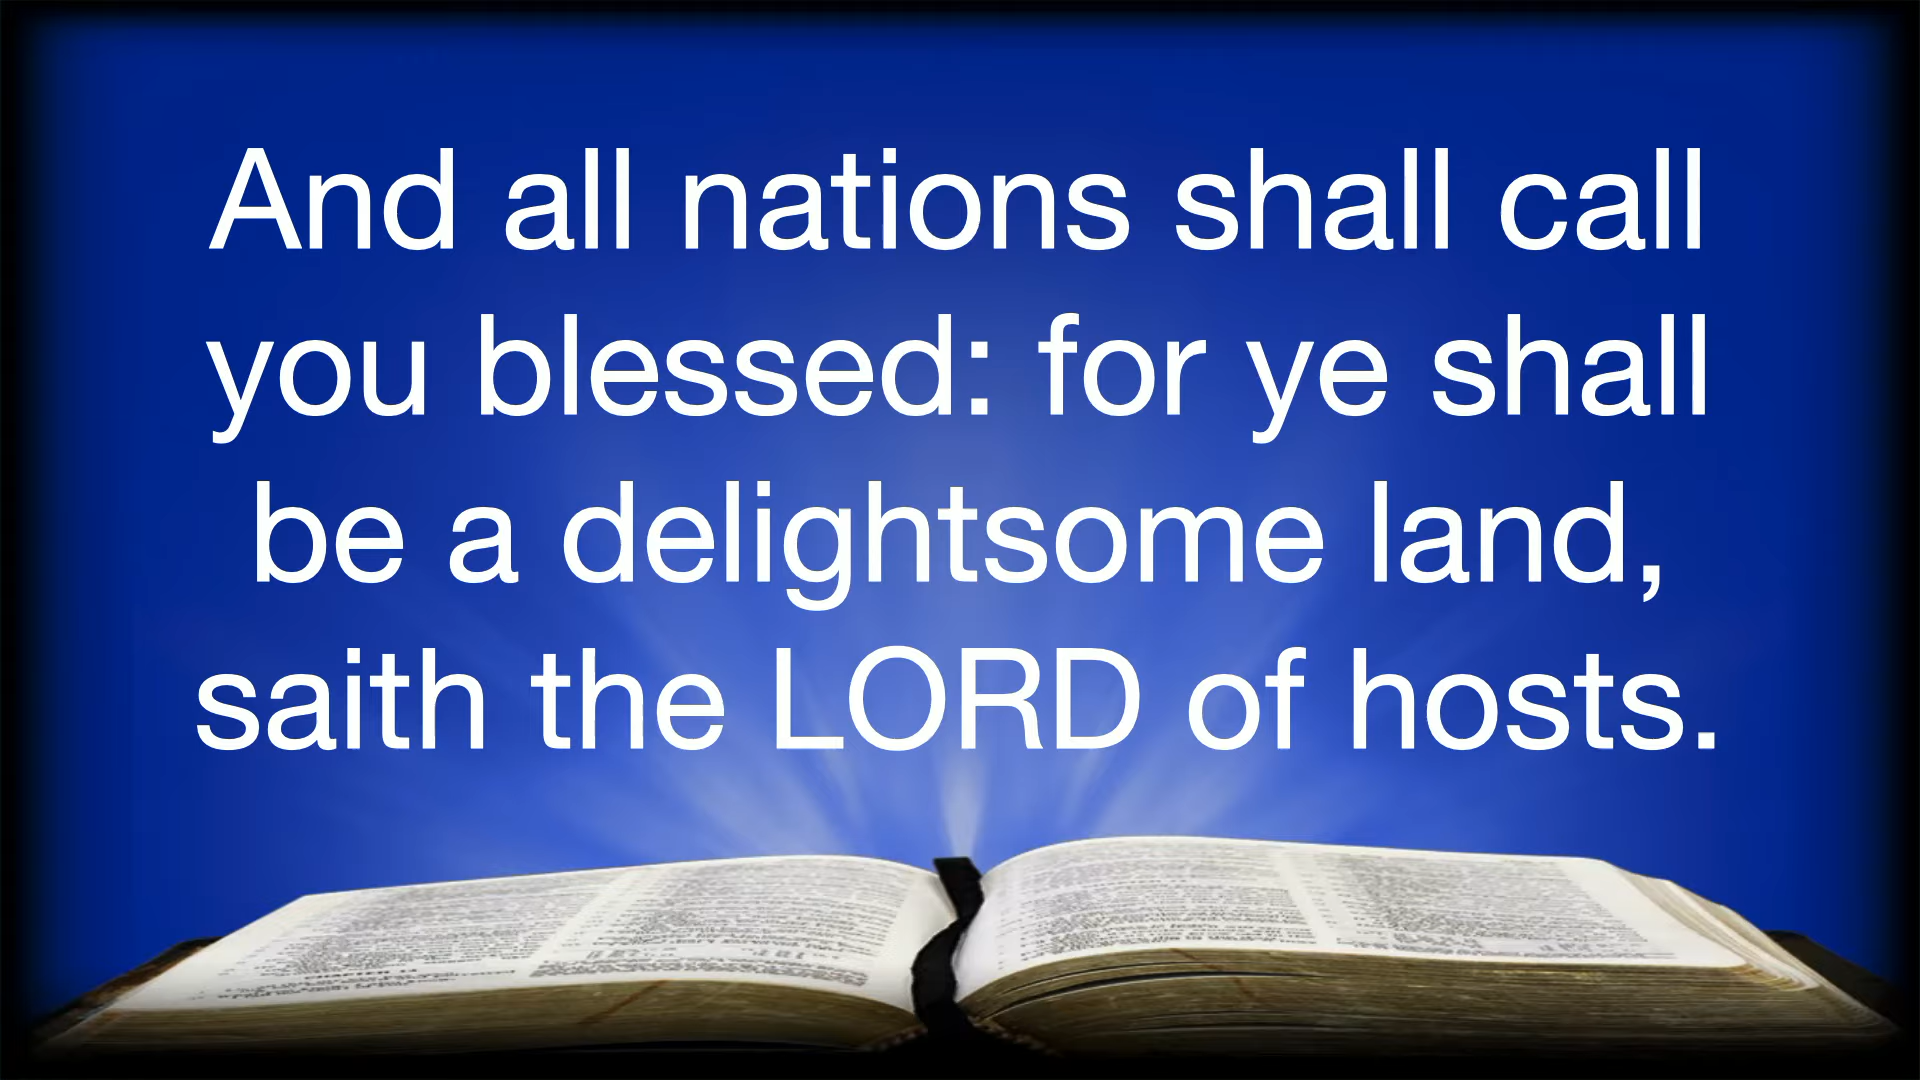 And all nations shall call
you blessed: for ye shall
be a delightsome land,
saith the LORD of hosts.